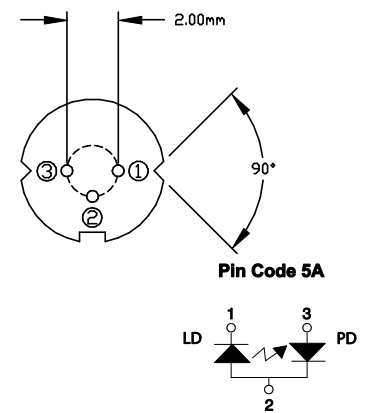 2.00mm
③ ①
②
90°
Pin Code 5A
1 3
LD PD
2